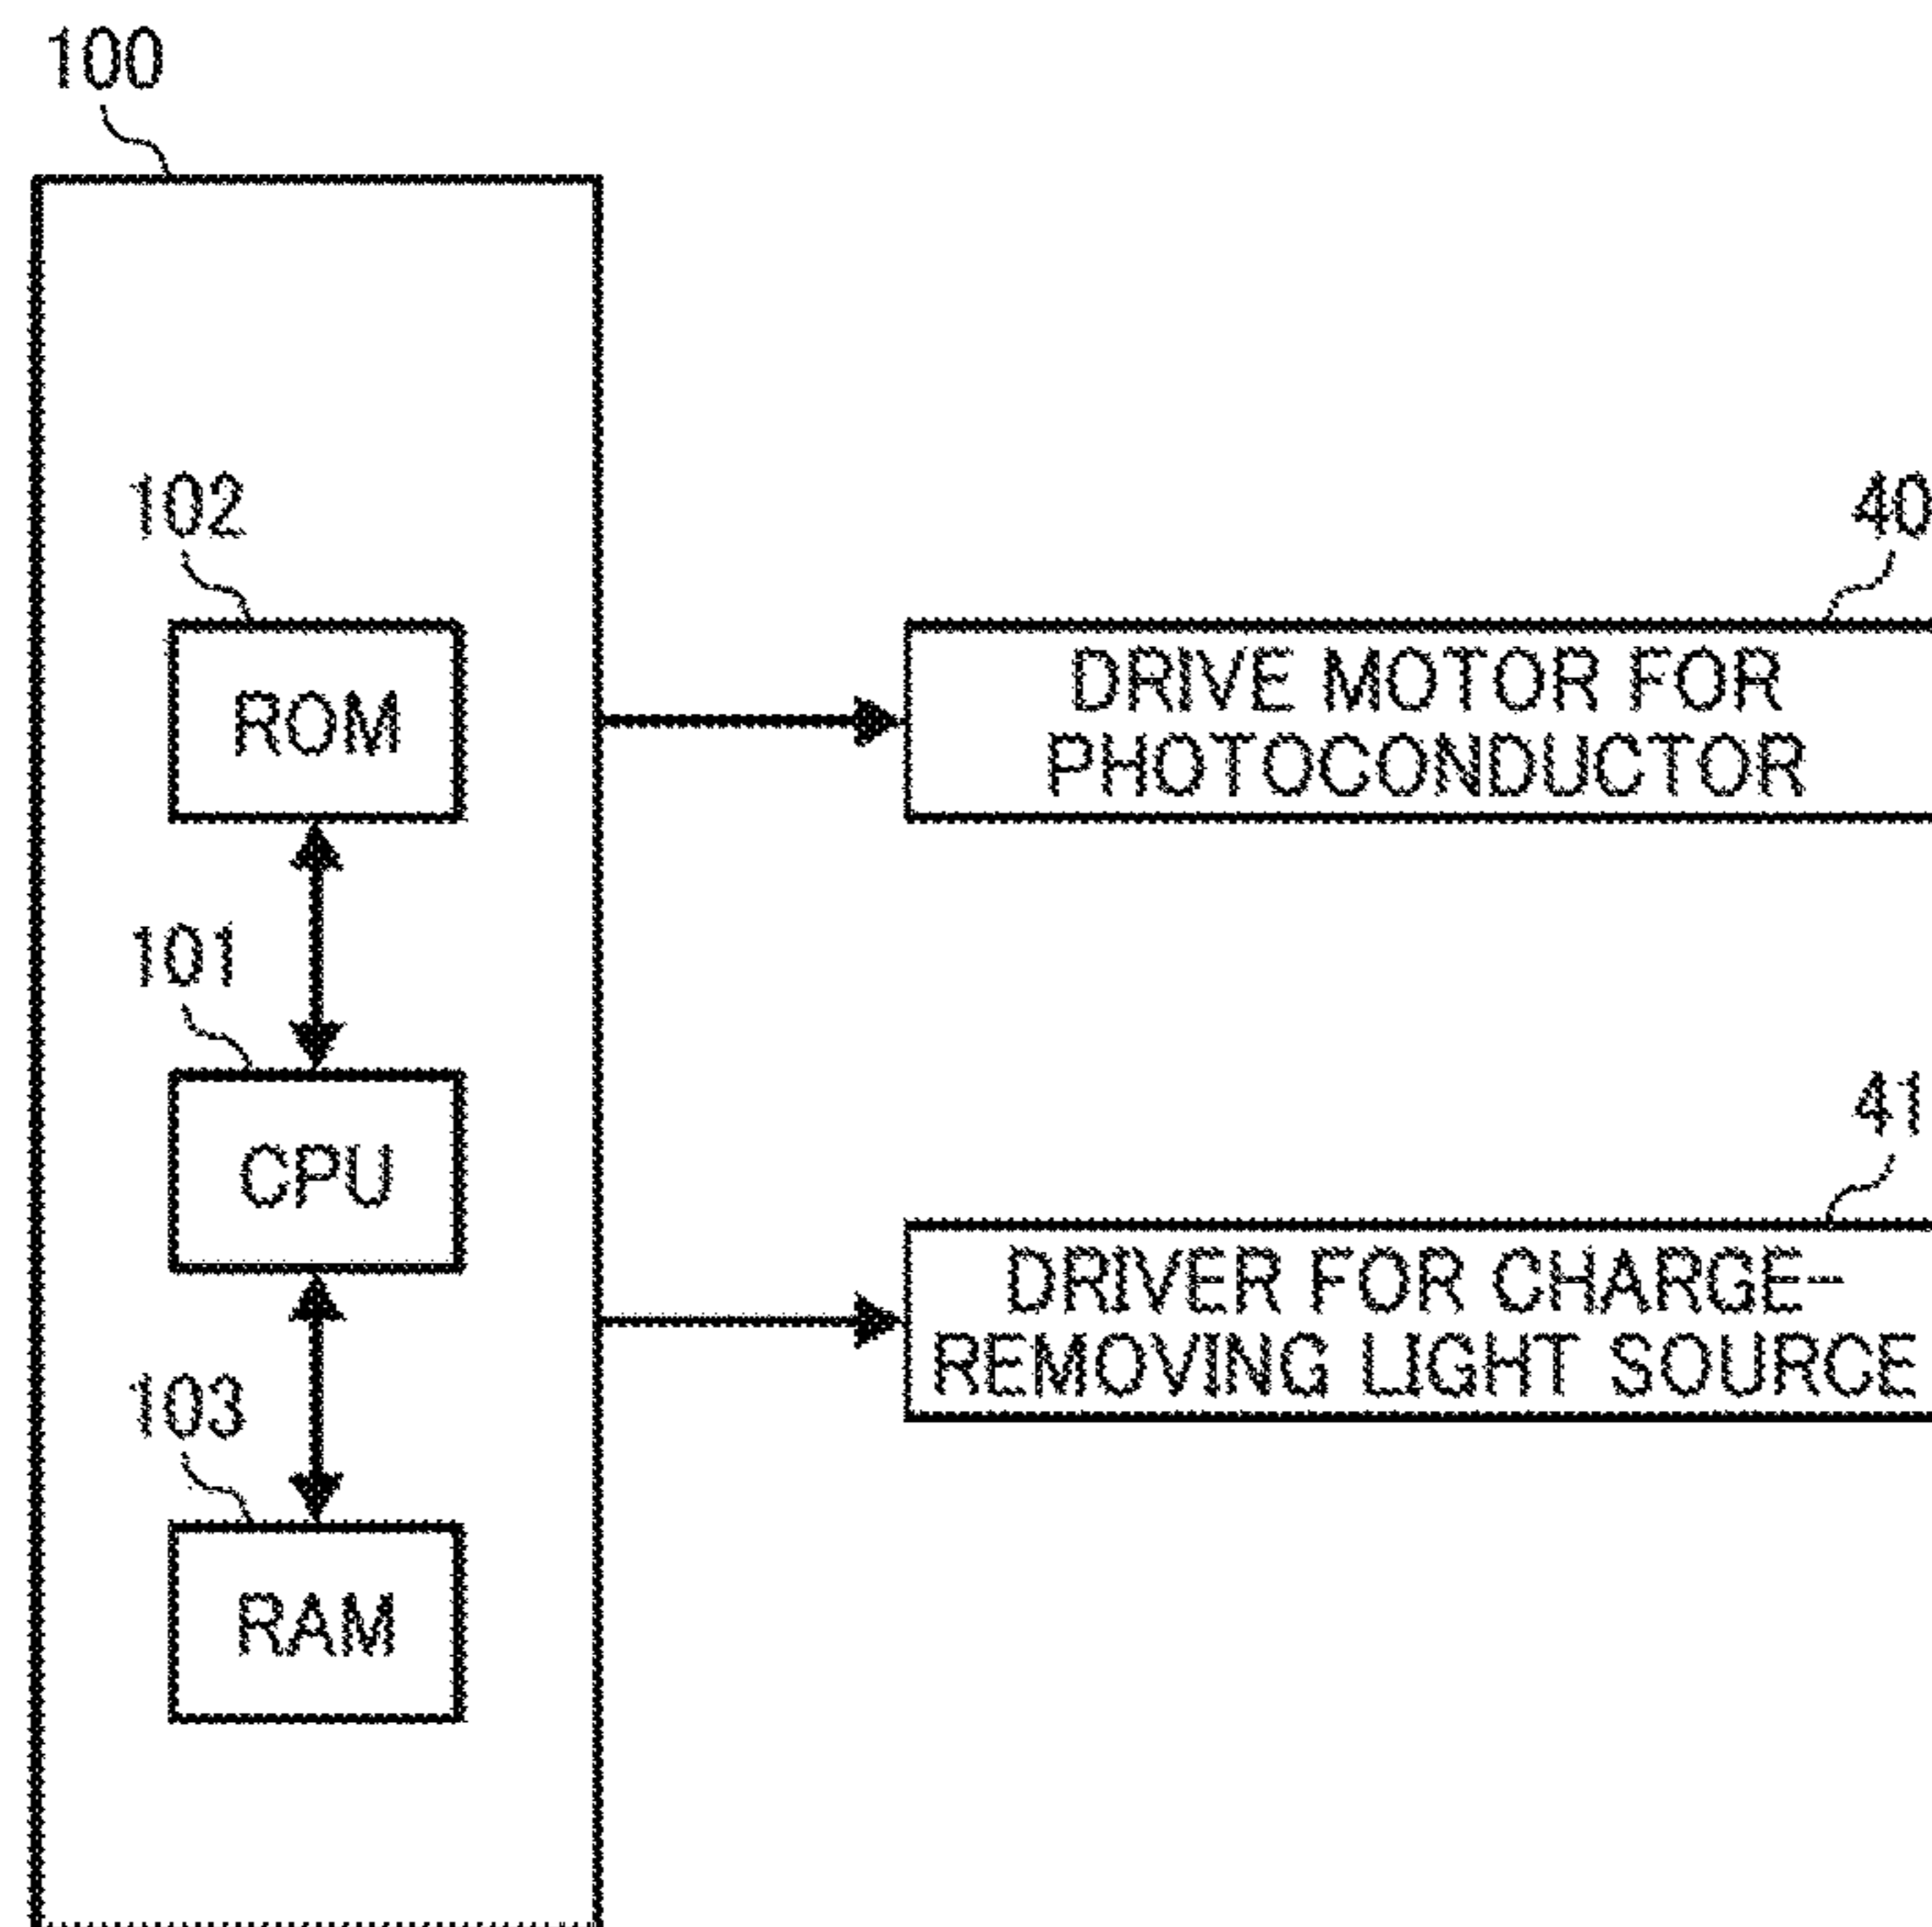 100
102
ROM
40
DRIVE MOTOR FOR
PHOTOCONDUCTOR
101
CPU
41
DRIVER FOR CHARGE-
REMOVING LIGHT SOURCE
103
RAM